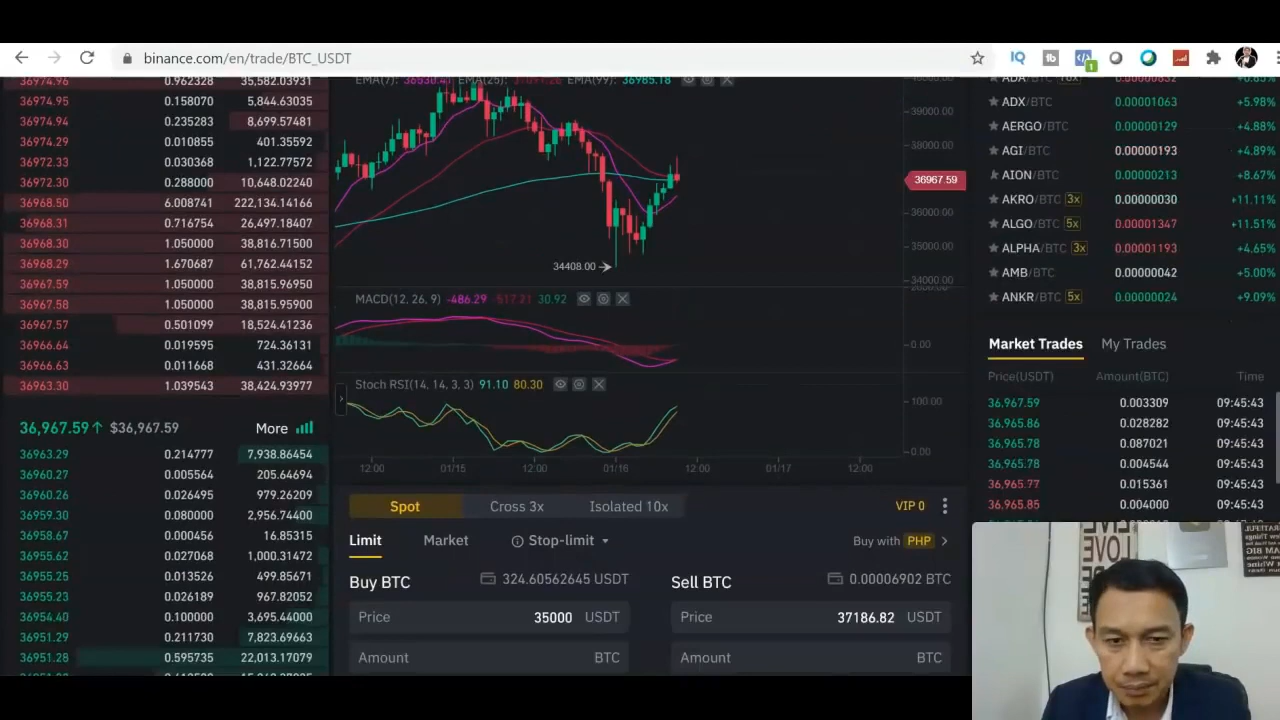 binance.com/en/trade/BTC_USDT
36974.96 0.962328 35,582.03931
36974.95 0.158070 5,844.63035
36974.94 0.235283 8,699.57481
36974.29 0.010855 401.35592
36972.33 0.030368 1,122.77572
36972.30 0.288000 10,648.02240
36968.50 6.008741 222,134.14166
36968.31 0.716754 26,497.18407
36968.30 1.050000 38,816.71500
36968.29 1.670687 61,762.44152
36967.59 1.050000 38,815.96950
36967.58 1.050000 38,815.95900
36967.57 0.501099 18,524.41236
36966.64 0.019595 724.36131
36966.63 0.011668 431.32664
36963.30 1.039543 38,424.93977
36,967.59↑ $36,967.59 More
36963.29 0.214777 7,938.86454
36960.27 0.005564 205.64694
36960.26 0.026495 979.26209
36959.30 0.080000 2,956.74400
36958.67 0.000456 16.85315
36955.62 0.027068 1,000.31472
36955.25 0.013526 499.85671
36955.23 0.026189 967.82052
36954.40 0.100000 3,695.44000
36951.29 0.211730 7,823.69663
36951.28 0.595735 22,013.17079
EMA(7): EMA(25): EMA(99): 36985.18
39000.00
38000.00
36967.59
36000.00
35000.00
34408.00
34000.00
MACD(12, 26, 9) -486.29 -517.21 30.92
0.00
Stoch RSI(14, 14, 3, 3) 91.10 80.30
100.00
0.00
12:00 01/15 12:00 01/16 12:00 01/17 12:00
Spot Cross 3x Isolated 10x VIP 0
Limit Market Stop-limit Buy with PHP
Buy BTC 324.60562645 USDT
Price 35000 USDT
Amount BTC
Sell BTC 0.00006902 BTC
Price 37186.82 USDT
Amount BTC
ADX/BTC 0.00001063 +5.98%
AERGO/BTC 0.00000129 +4.88%
AGI/BTC 0.00000193 +4.89%
AION/BTC 0.00000213 +8.67%
AKRO/BTC 3x 0.00000030 +11.11%
ALGO/BTC 5x 0.00001347 +11.51%
ALPHA/BTC 3x 0.00001193 +4.65%
AMB/BTC 0.00000042 +5.00%
ANKR/BTC 5x 0.00000024 +9.09%
Market Trades My Trades
Price(USDT) Amount(BTC) Time
36,967.59 0.003309 09:45:43
36,965.86 0.028282 09:45:43
36,965.78 0.087021 09:45:43
36,965.78 0.004544 09:45:43
36,965.77 0.015361 09:45:43
36,965.85 0.004000 09:45:43